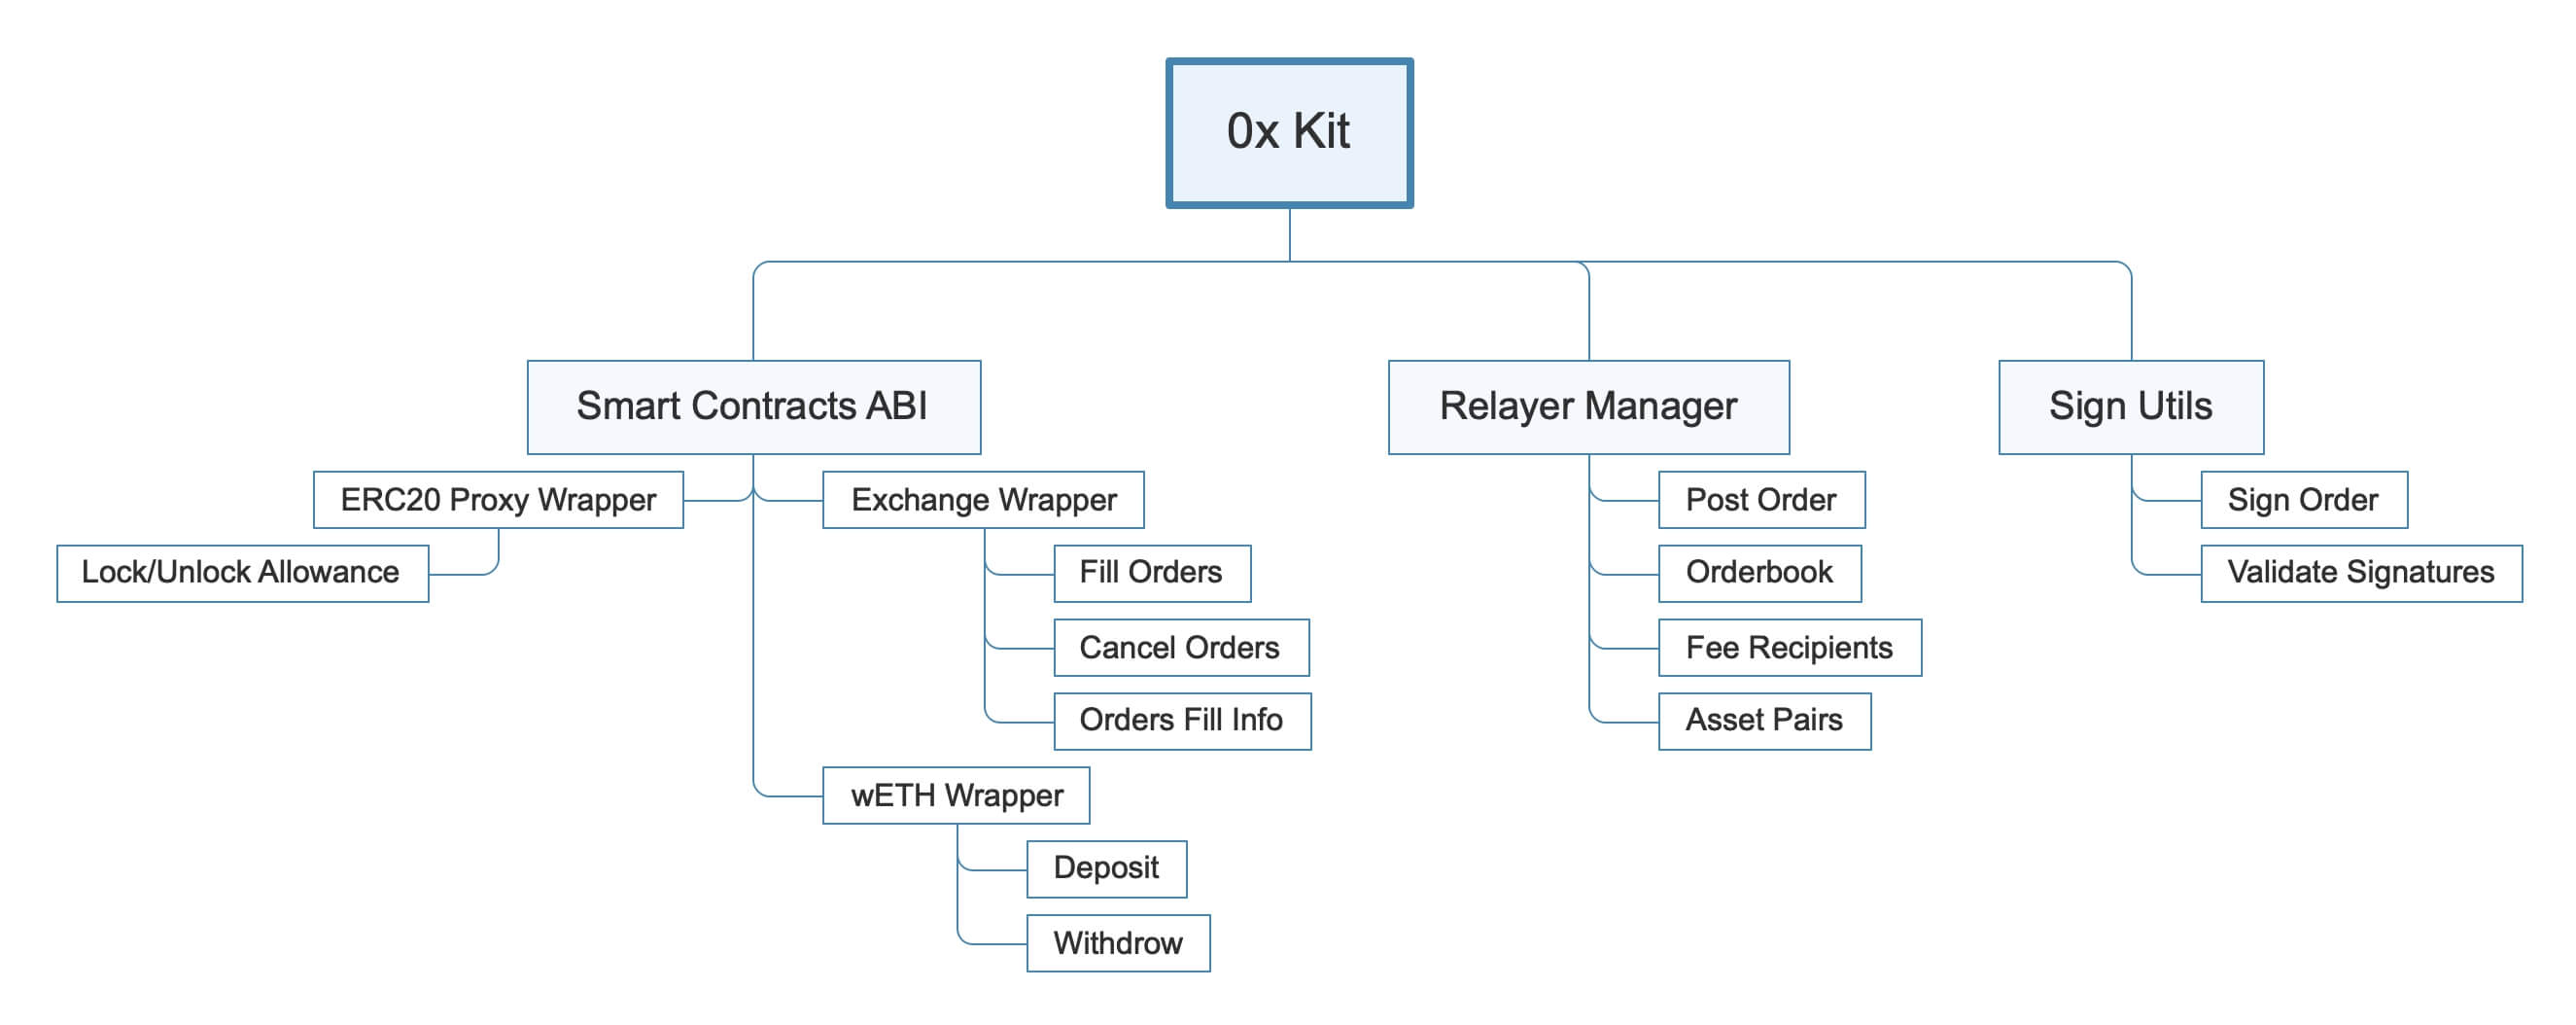 0x Kit
Smart Contracts ABI
Relayer Manager
Sign Utils
ERC20 Proxy Wrapper
Exchange Wrapper
Post Order
Sign Order
Lock/Unlock Allowance
Fill Orders
Orderbook
Validate Signatures
Cancel Orders
Fee Recipients
Orders Fill Info
Asset Pairs
wETH Wrapper
Deposit
Withdrow